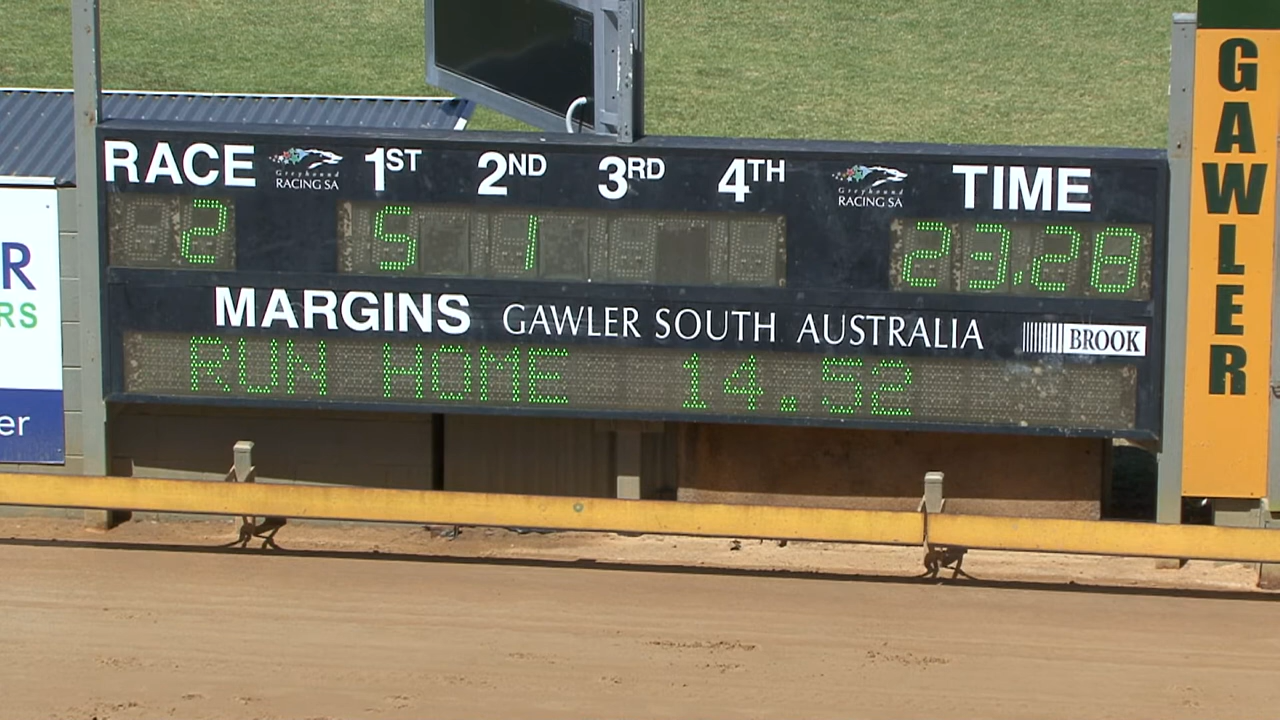 RACE Greyhound RACING SA 1ST 2ND 3RD 4TH Greyhound RACING SA TIME
2 5 1 23.28
MARGINS GAWLER SOUTH AUSTRALIA BROOK
RUN HOME 14.52
GAWLER
R
RS
er